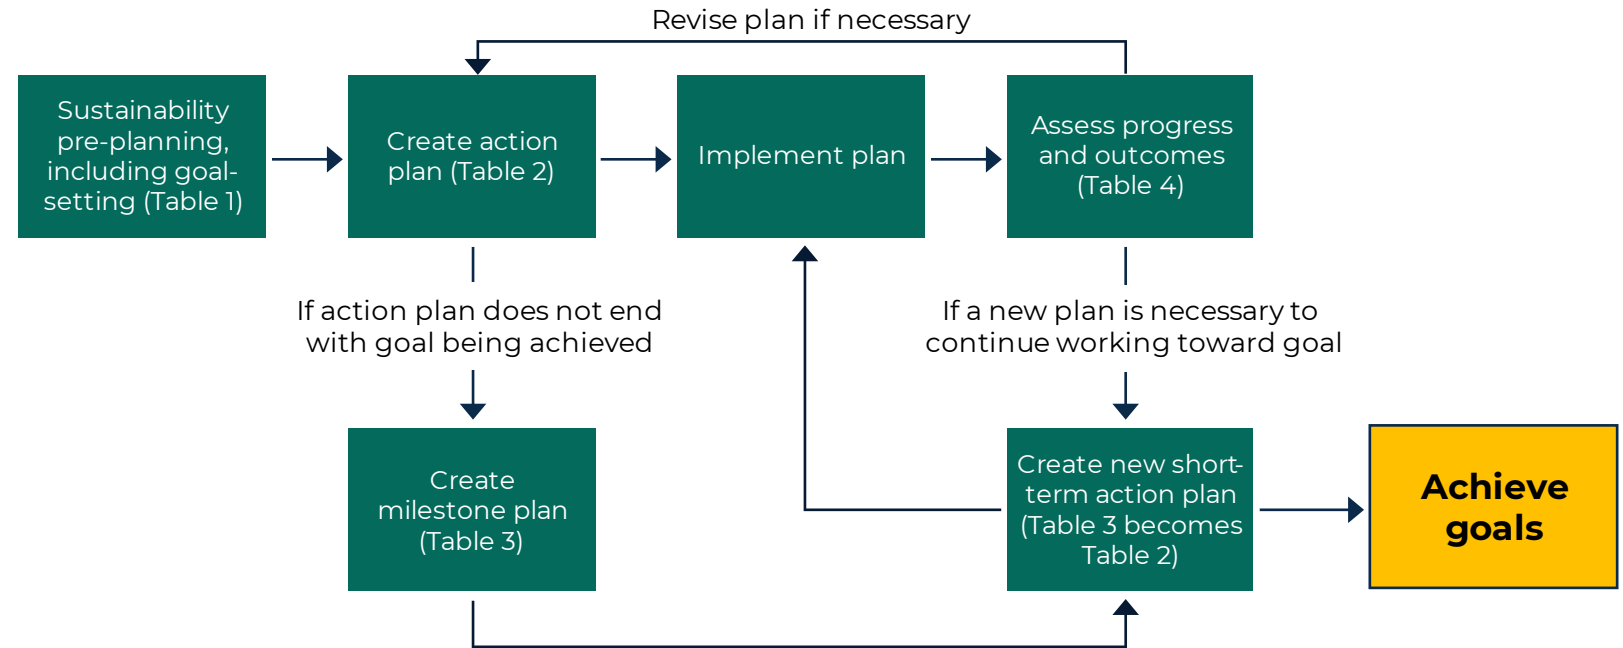 Revise plan if necessary
Sustainability
pre-planning,
including goal-
setting (Table 1)
Create action
plan (Table 2)
Implement plan
Assess progress
and outcomes
(Table 4)
If action plan does not end
with goal being achieved
If a new plan is necessary to
continue working toward goal
Create
milestone plan
(Table 3)
Create new short-
term action plan
(Table 3 becomes
Table 2)
Achieve
goals